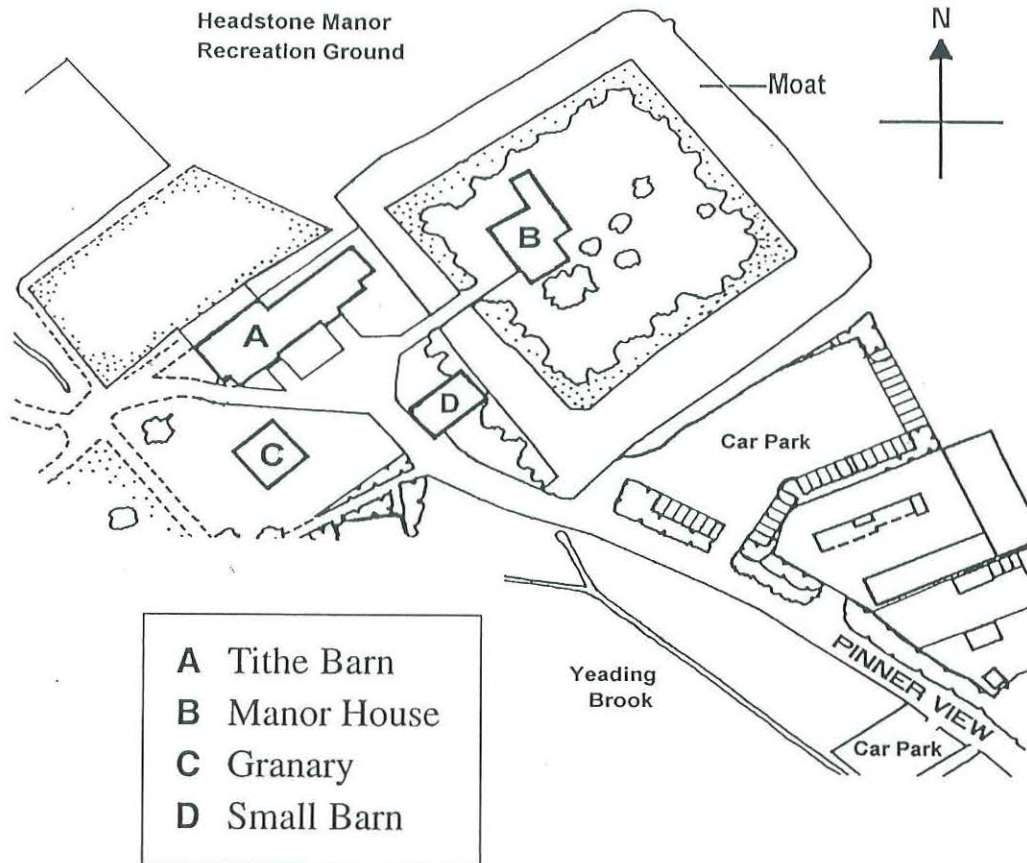 Headstone Manor
Recreation Ground
N
Moat
B
A
D
C
Car Park
Yeading
Brook
PINNER VIEW
Car Park
A Tithe Barn
B Manor House
C Granary
D Small Barn